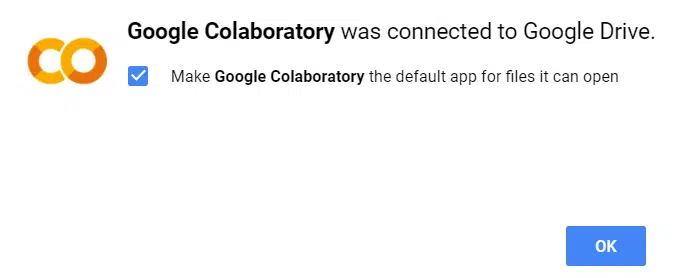 Google Colaboratory was connected to Google Drive.
Make Google Colaboratory the default app for files it can open
OK